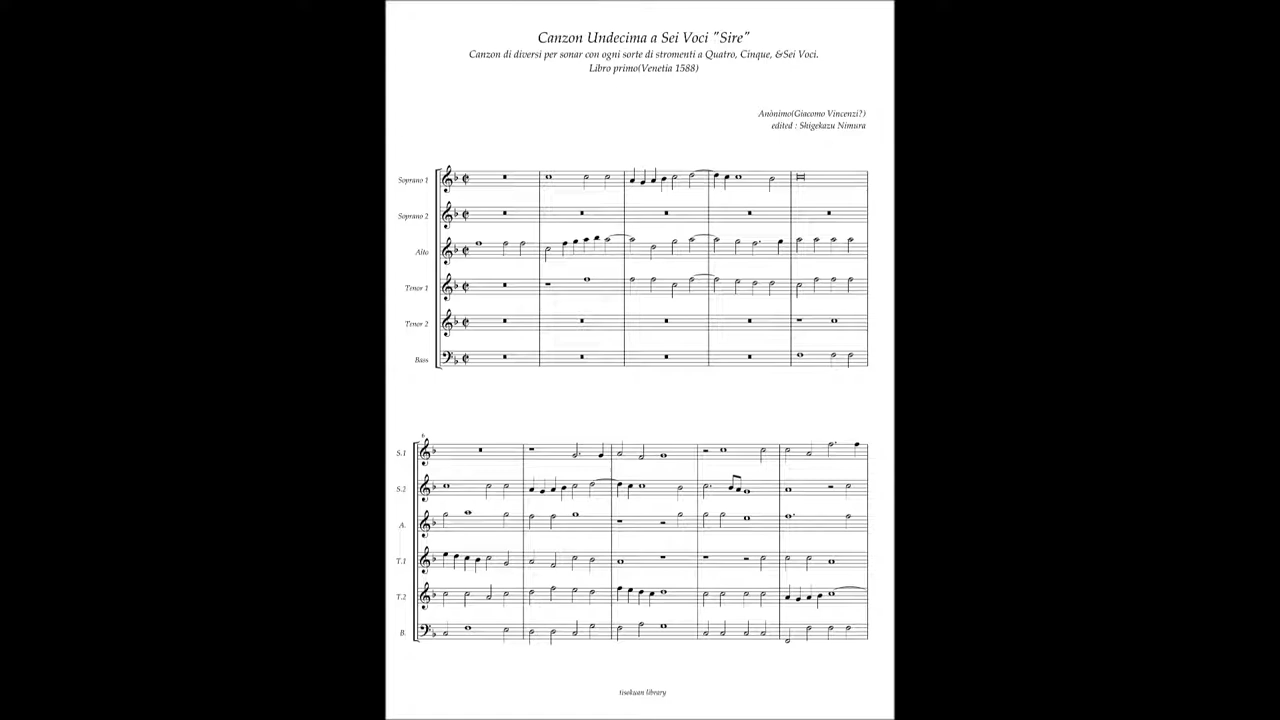 Canzon Undecima a Sei Voci "Sire"
Canzon di diversi per sonar con ogni sorte di stromenti a Quatro, Cinque, &Sei Voci.
Libro primo(Venetia 1588)
Anònimo(Giacomo Vincenzi?)
edited : Shigekazu Nimura
Soprano 1
Soprano 2
Alto
Tenor 1
Tenor 2
Bass
6
S.1
S.2
A.
T.1
T.2
B.
tisekuan library